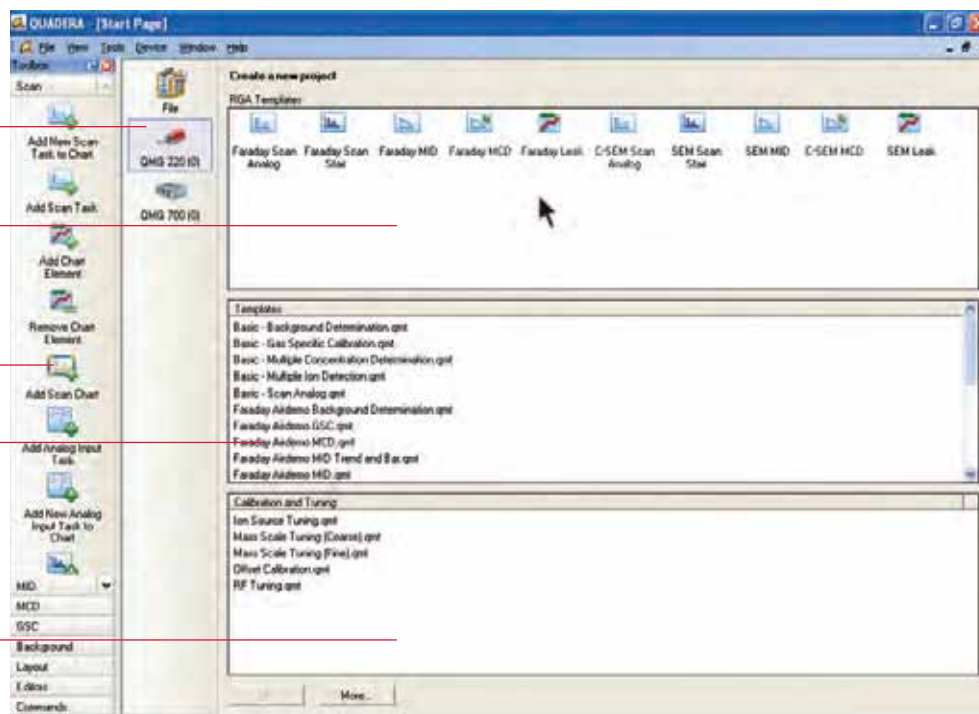 QUADERA - [Start Page]
File View Tools Device Window Help
Toolbox
Scan
Add New Scan
Task to Chart
Add Scan Task
Add Chart
Element
Remove Chart
Element
Add Scan Chart
Add Analog Input
Task
Add New Analog
Input Task to
Chart
MID
MCD
GSC
Background
Layout
Editors
Commands
File
QMG 220 (0)
QMG 700 (0)
Create a new project
RGA Templates
Faraday Scan
Analog
Faraday Scan
Stair
Faraday MID
Faraday MCD
Faraday Leak
C-SEM Scan
Analog
SEM Scan
Stair
SEM MID
C-SEM MCD
SEM Leak
Templates
Basic - Background Determination.qmt
Basic - Gas Specific Calibration.qmt
Basic - Multiple Concentration Determination.qmt
Basic - Multiple Ion Detection.qmt
Basic - Scan Analog.qmt
Faraday Airdemo Background Determination.qmt
Faraday Airdemo GSC.qmt
Faraday Airdemo MCD.qmt
Faraday Airdemo MID Trend and Bar.qmt
Faraday Airdemo MID.qmt
Calibration and Tuning
Ion Source Tuning.qmt
Mass Scale Tuning (Coarse).qmt
Mass Scale Tuning (Fine).qmt
Offset Calibration.qmt
RF Tuning.qmt
More...